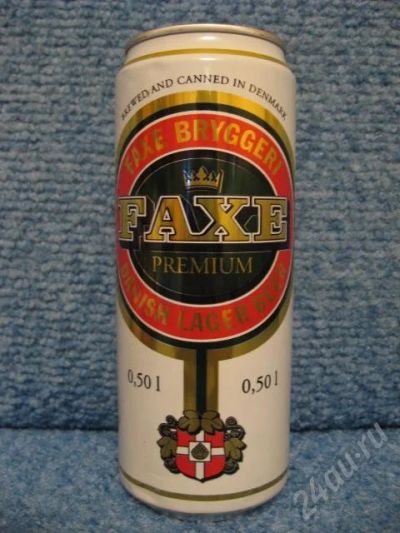 BREWED AND CANNED IN DENMARK
FAXE BRYGGERI
FAXE
PREMIUM
DANISH LAGER BEER
0,50 l 0,50 l
24au.ru